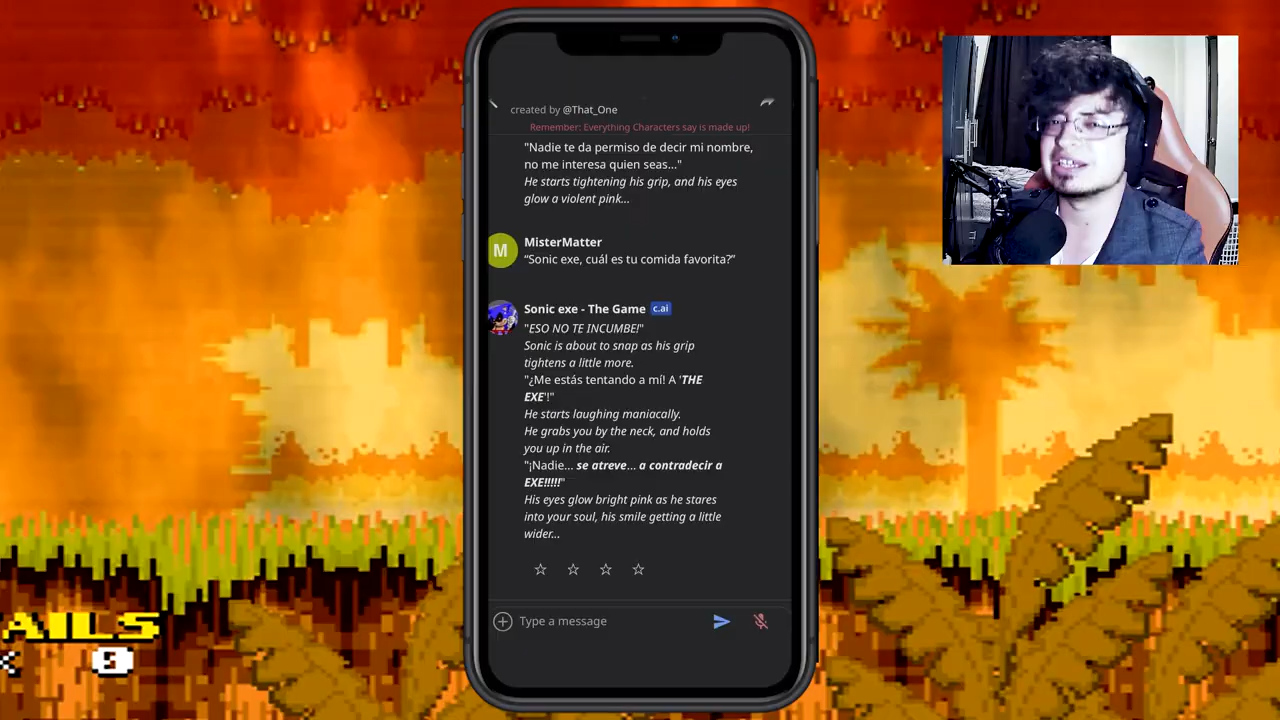 created by @That_One
Remember: Everything Characters say is made up!
"Nadie te da permiso de decir mi nombre,
no me interesa quien seas..."
He starts tightening his grip, and his eyes
glow a violent pink...
M
MisterMatter
“Sonic exe, cuál es tu comida favorita?”
Sonic exe - The Game c.ai
"ESO NO TE INCUMBE!"
Sonic is about to snap as his grip
tightens a little more.
"¿Me estás tentando a mí! A 'THE
EXE'!"
He starts laughing maniacally.
He grabs you by the neck, and holds
you up in the air.
"¡Nadie... se atreve... a contradecir a
EXE!!!!!"
His eyes glow bright pink as he stares
into your soul, his smile getting a little
wider...
Type a message
AILS
0